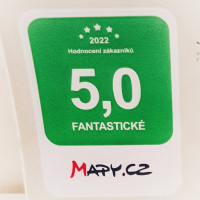 2022
Hodnocení zákazníků
5,0
FANTASTICKÉ
MAPY.CZ